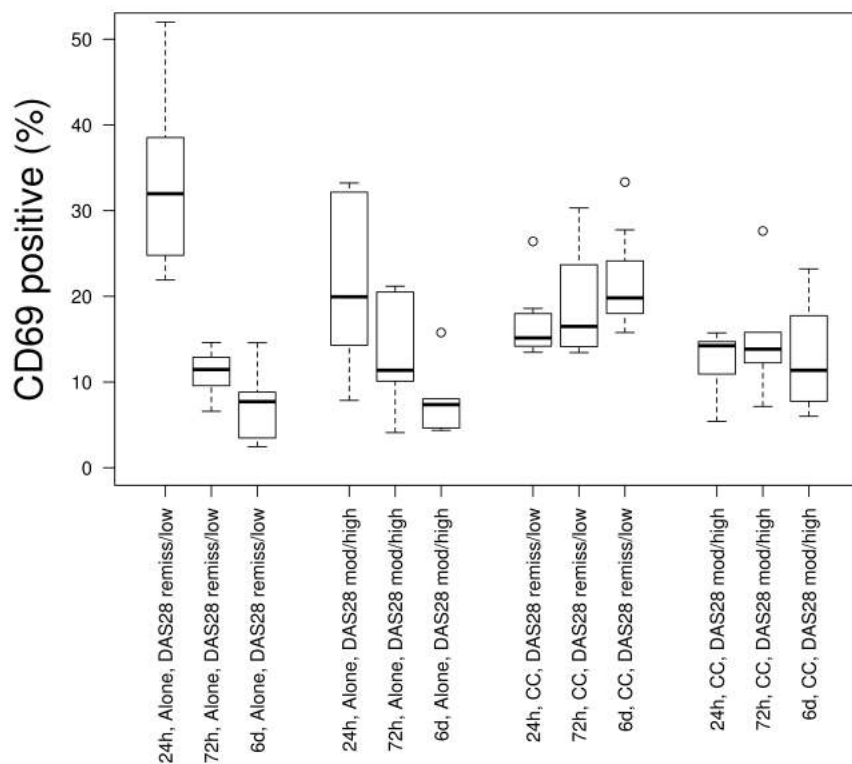 CD69 positive (%)
50
40
30
20
10
0
24h, Alone, DAS28 remiss/low
72h, Alone, DAS28 remiss/low
6d, Alone, DAS28 remiss/low
24h, Alone, DAS28 mod/high
72h, Alone, DAS28 mod/high
6d, Alone, DAS28 mod/high
24h, CC, DAS28 remiss/low
72h, CC, DAS28 remiss/low
6d, CC, DAS28 remiss/low
24h, CC, DAS28 mod/high
72h, CC, DAS28 mod/high
6d, CC, DAS28 mod/high